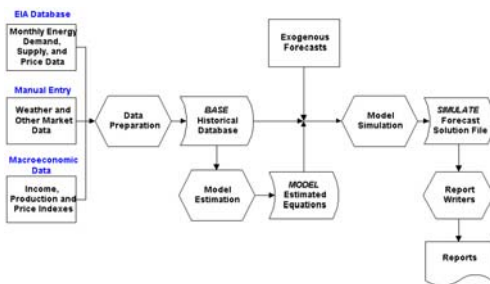 EIA Database
Monthly Energy
Demand,
Supply, and
Price Data
Manual Entry
Weather and
Other Market
Data
Macroeconomic
Data
Income,
Production and
Price Indexes
Data
Preparation
BASE
Historical
Database
Model
Estimation
MODEL
Estimated
Equations
Exogenous
Forecasts
Model
Simulation
SIMULATE
Forecast
Solution File
Report
Writers
Reports